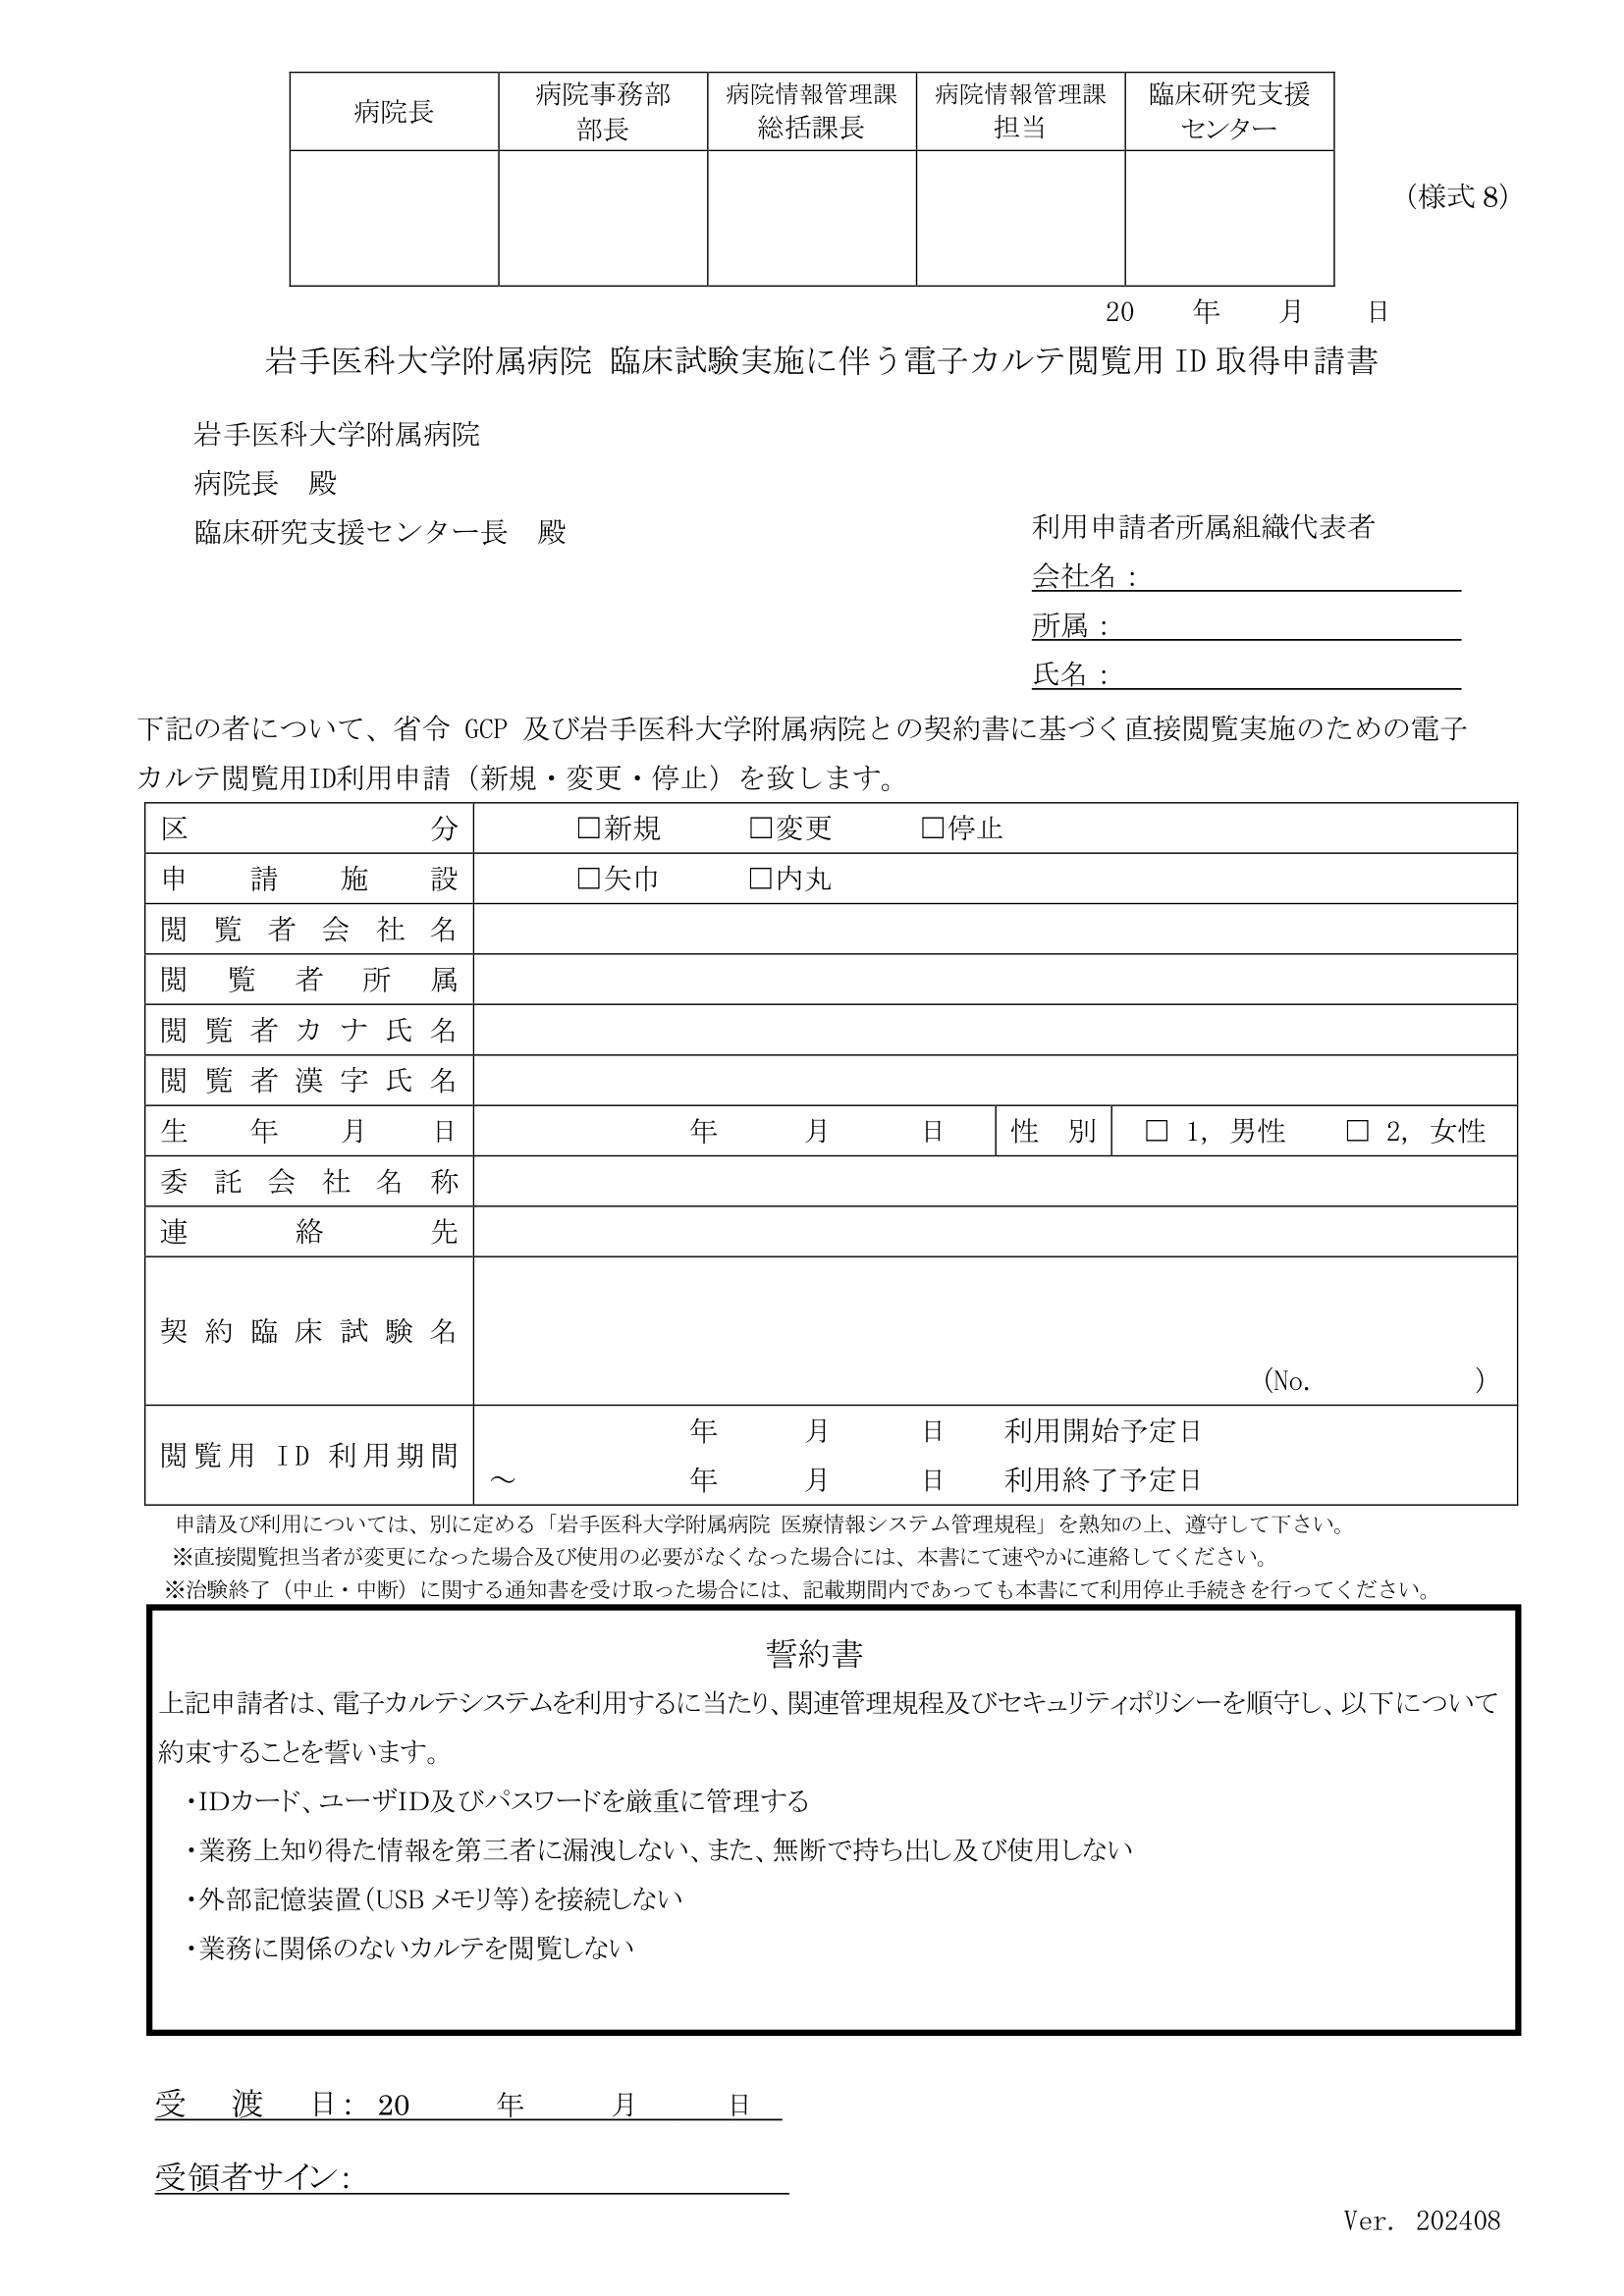 病院長 病院事務部 病院情報管理課 病院情報管理課 臨床研究支援
部長 総括課長 担当 センター
（様式 8）
20 年 月 日
岩手医科大学附属病院 臨床試験実施に伴う電子カルテ閲覧用 ID 取得申請書
岩手医科大学附属病院
病院長 殿
臨床研究支援センター長 殿
利用申請者所属組織代表者
会社名：
所属：
氏名：
下記の者について、省令 GCP 及び岩手医科大学附属病院との契約書に基づく直接閲覧実施のための電子
カルテ閲覧用ID利用申請（新規・変更・停止）を致します。
区分 □新規 □変更 □停止
申請施設 □矢巾 □内丸
閲覧者会社名
閲覧者所属
閲覧者カナ氏名
閲覧者漢字氏名
生年月日 年 月 日 性別 □ 1, 男性 □ 2, 女性
委託会社名称
連絡先
契約臨床試験名
(No. )
閲覧用 ID 利用期間
年 月 日 利用開始予定日
～ 年 月 日 利用終了予定日
申請及び利用については、別に定める「岩手医科大学附属病院 医療情報システム管理規程」を熟知の上、遵守して下さい。
※直接閲覧担当者が変更になった場合及び使用の必要がなくなった場合には、本書にて速やかに連絡してください。
※治験終了（中止・中断）に関する通知書を受け取った場合には、記載期間内であっても本書にて利用停止手続きを行ってください。
誓約書
上記申請者は、電子カルテシステムを利用するに当たり、関連管理規程及びセキュリティポリシーを順守し、以下について
約束することを誓います。
・IDカード、ユーザID及びパスワードを厳重に管理する
・業務上知り得た情報を第三者に漏洩しない、また、無断で持ち出し及び使用しない
・外部記憶装置（USB メモリ等）を接続しない
・業務に関係のないカルテを閲覧しない
受 渡 日： 20 年 月 日
受領者サイン：
Ver. 202408